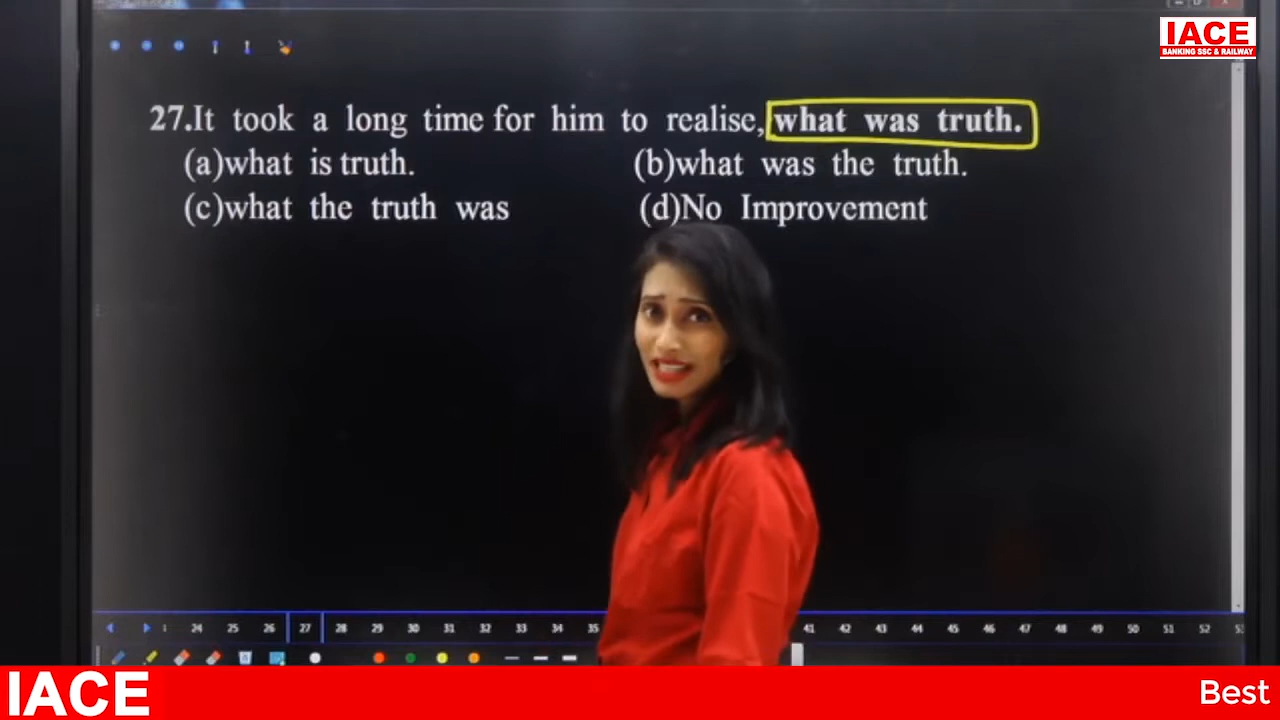 IACE
BANKING SSC & RAILWAY
27.It took a long time for him to realise, what was truth.
(a)what is truth. (b)what was the truth.
(c)what the truth was (d)No Improvement
24 25 26 27 28 29 30 31 32 33 34 35 41 42 43 44 45 46 47 48 49 50 51 52
IACE Best